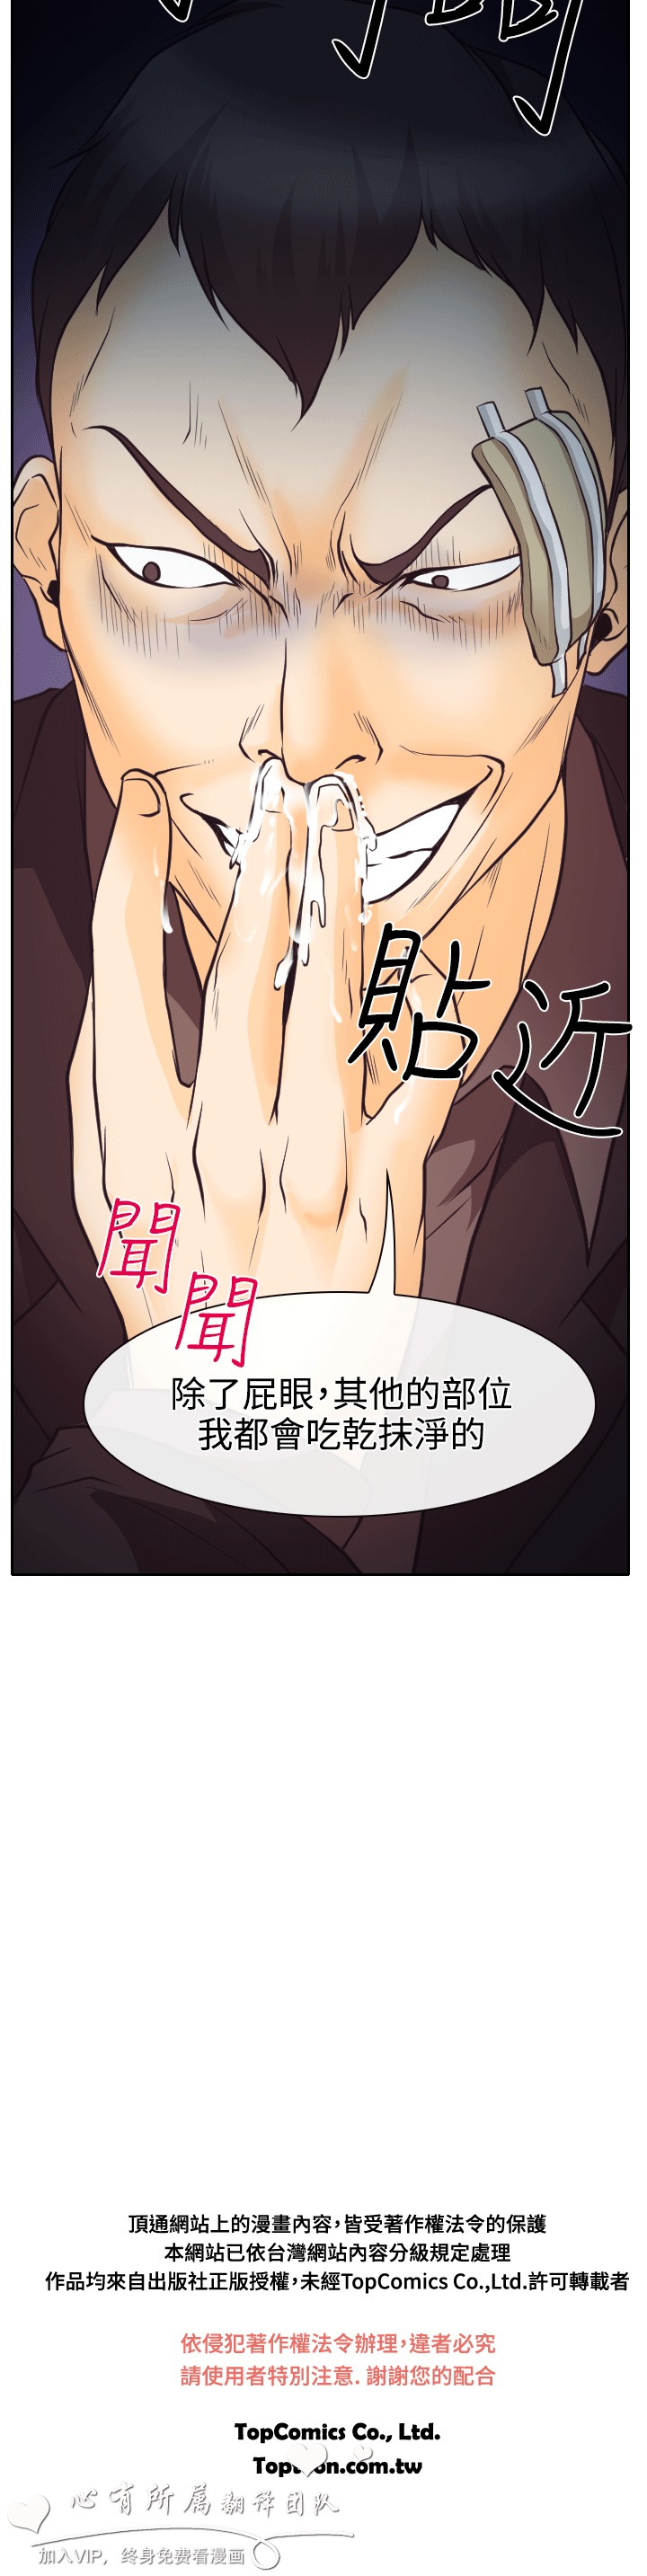 貼近
聞
聞
除了屁眼,其他的部位
我都會吃乾抹淨的
頂通網站上的漫畫內容,皆受著作權法令的保護
本網站已依台灣網站內容分級規定處理
作品均來自出版社正版授權,未經TopComics Co.,Ltd.許可轉載者
依侵犯著作權法令辦理,違者必究
請使用者特別注意. 謝謝您的配合
TopComics Co., Ltd.
Toptoon.com.tw
心有所属翻译团队
加入VIP, 终身免费看漫画